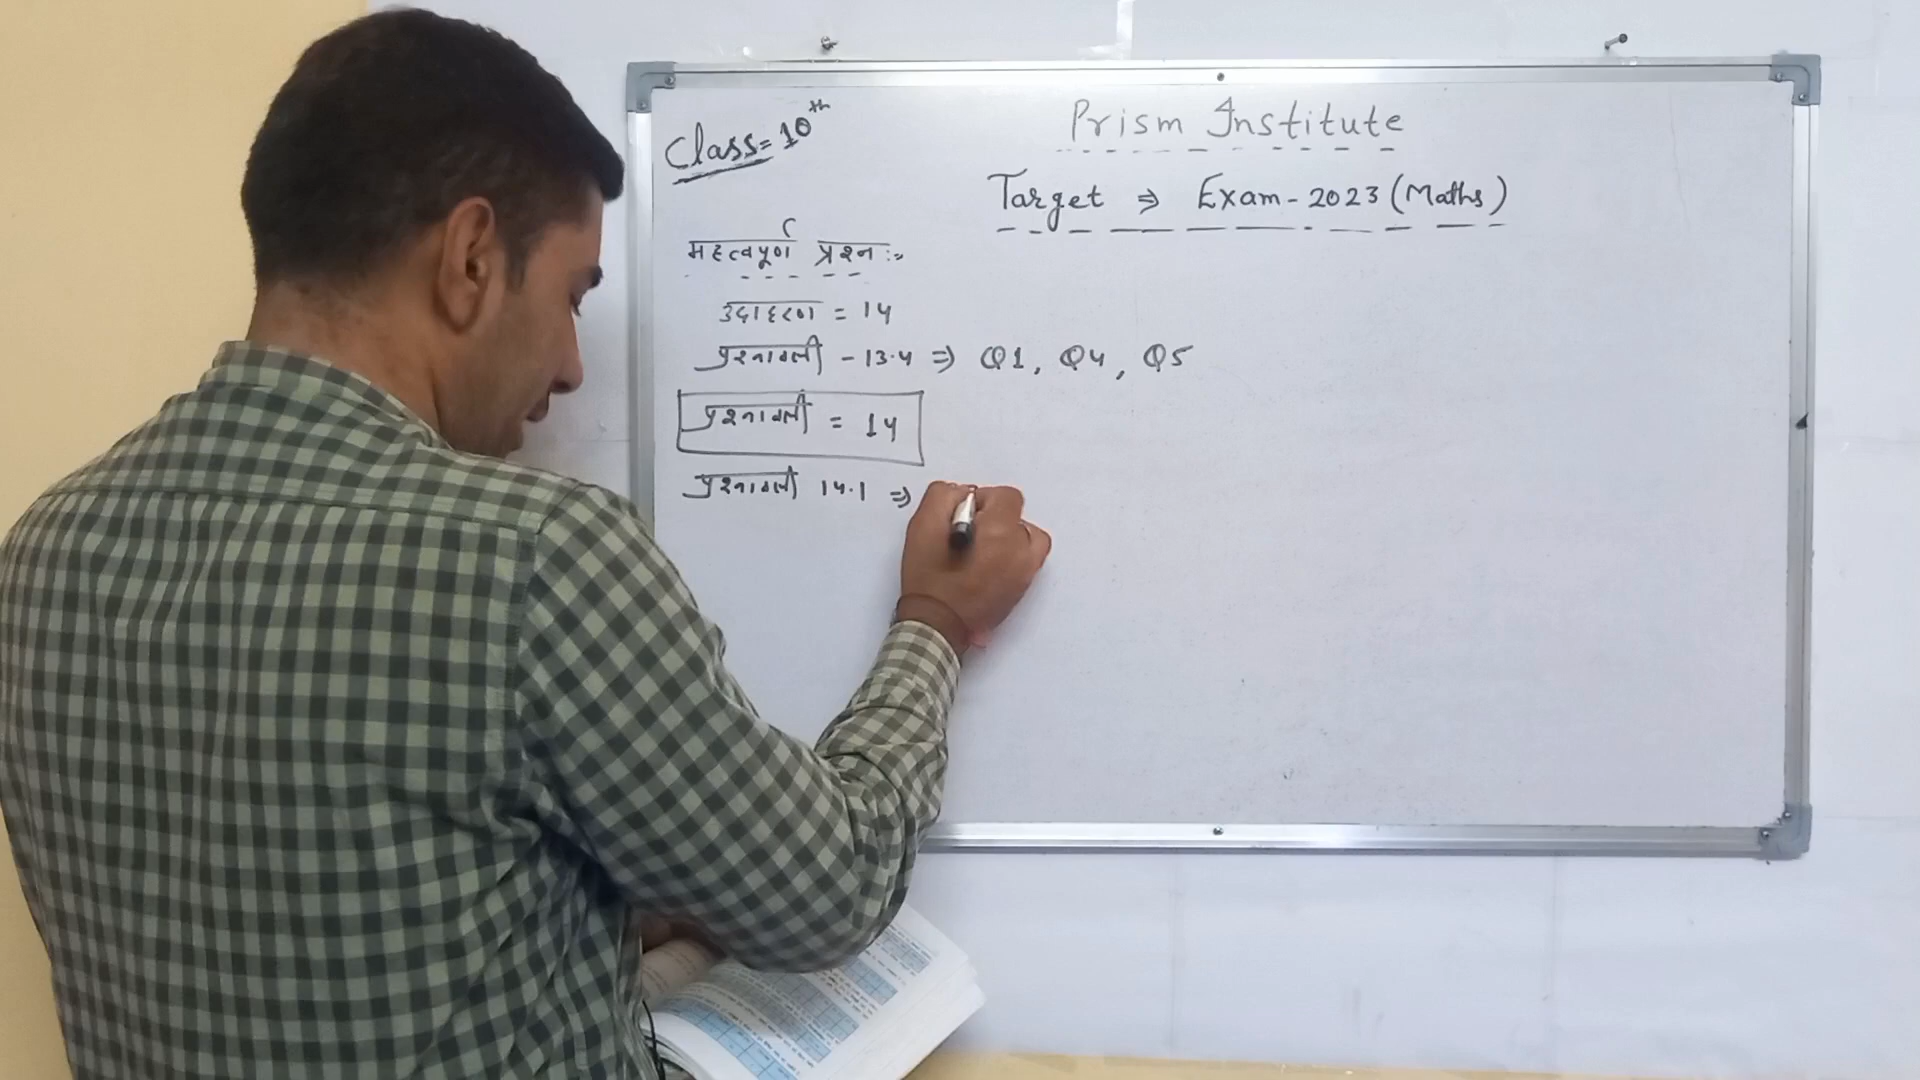 Class = 10th
Prism Institute
Target ⇒ Exam - 2023 (Maths)
महत्वपूर्ण प्रश्न :-
उदाहरण = 14
प्रश्नावली - 13.4 ⇒ Q1, Q4, Q5
प्रश्नावली = 14
प्रश्नावली 14.1 ⇒